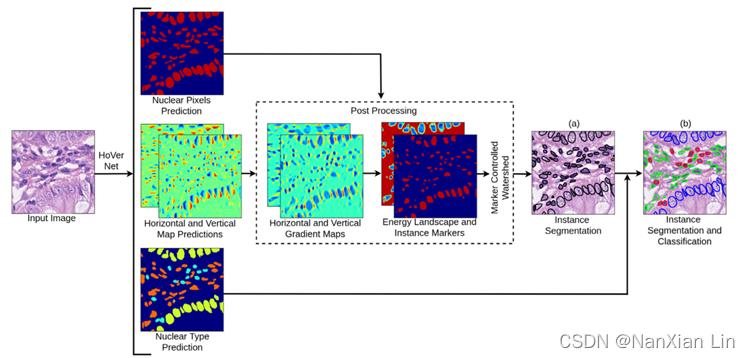 Input Image
HoVer
Net
Nuclear Pixels
Prediction
Horizontal and Vertical
Map Predictions
Nuclear Type
Prediction
Post Processing
Horizontal and Vertical
Gradient Maps
Energy Landscape and
Instance Markers
Marker Controlled
Watershed
(a)
Instance
Segmentation
(b)
Instance
Segmentation and
Classification
CSDN @NanXian Lin